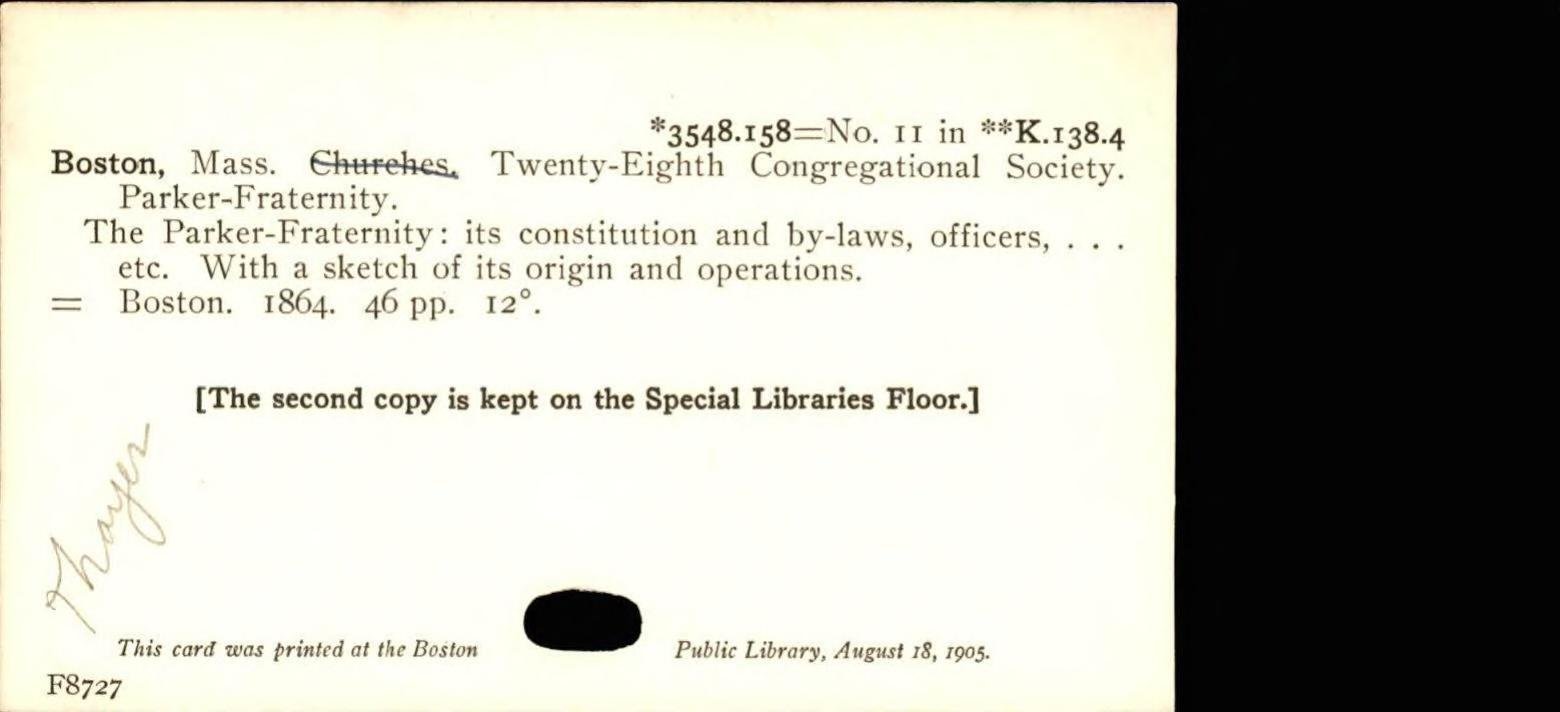 *3548.158=No. 11 in **K.138.4
Boston, Mass. Churches. Twenty-Eighth Congregational Society.
Parker-Fraternity.
The Parker-Fraternity: its constitution and by-laws, officers, . . .
etc. With a sketch of its origin and operations.
= Boston. 1864. 46 pp. 12°.
[The second copy is kept on the Special Libraries Floor.]
Thayer
This card was printed at the Boston Public Library, August 18, 1905.
F8727